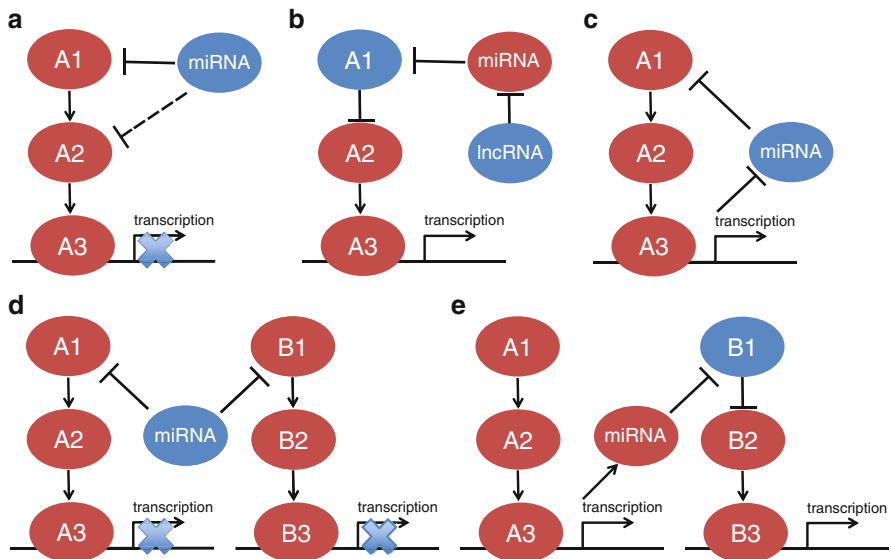 a
A1
miRNA
A2
transcription
A3
b
A1
miRNA
A2
lncRNA
transcription
A3
c
A1
A2
miRNA
transcription
A3
d
A1
B1
A2
miRNA
B2
transcription
A3
transcription
B3
e
A1
B1
A2
miRNA
B2
transcription
A3
transcription
B3